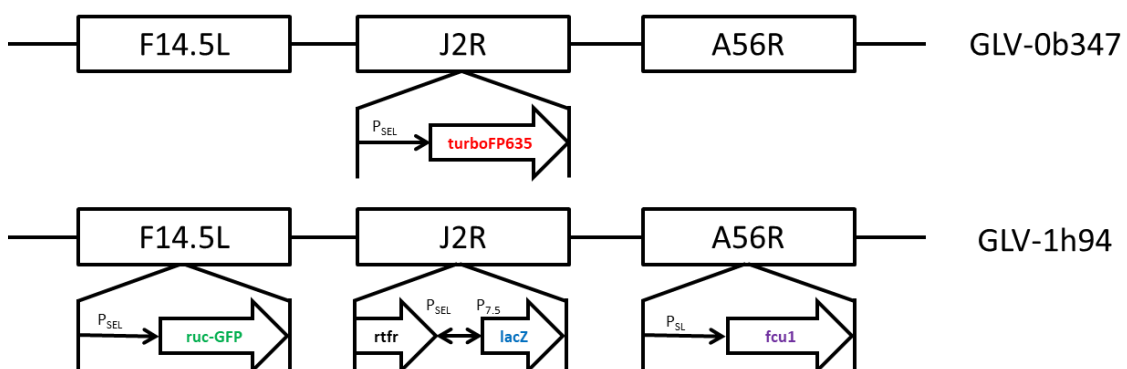 F14.5L J2R A56R GLV-0b347
PSEL turboFP635
F14.5L J2R A56R GLV-1h94
PSEL ruc-GFP rtfr PSEL P7.5 lacZ PSL fcu1